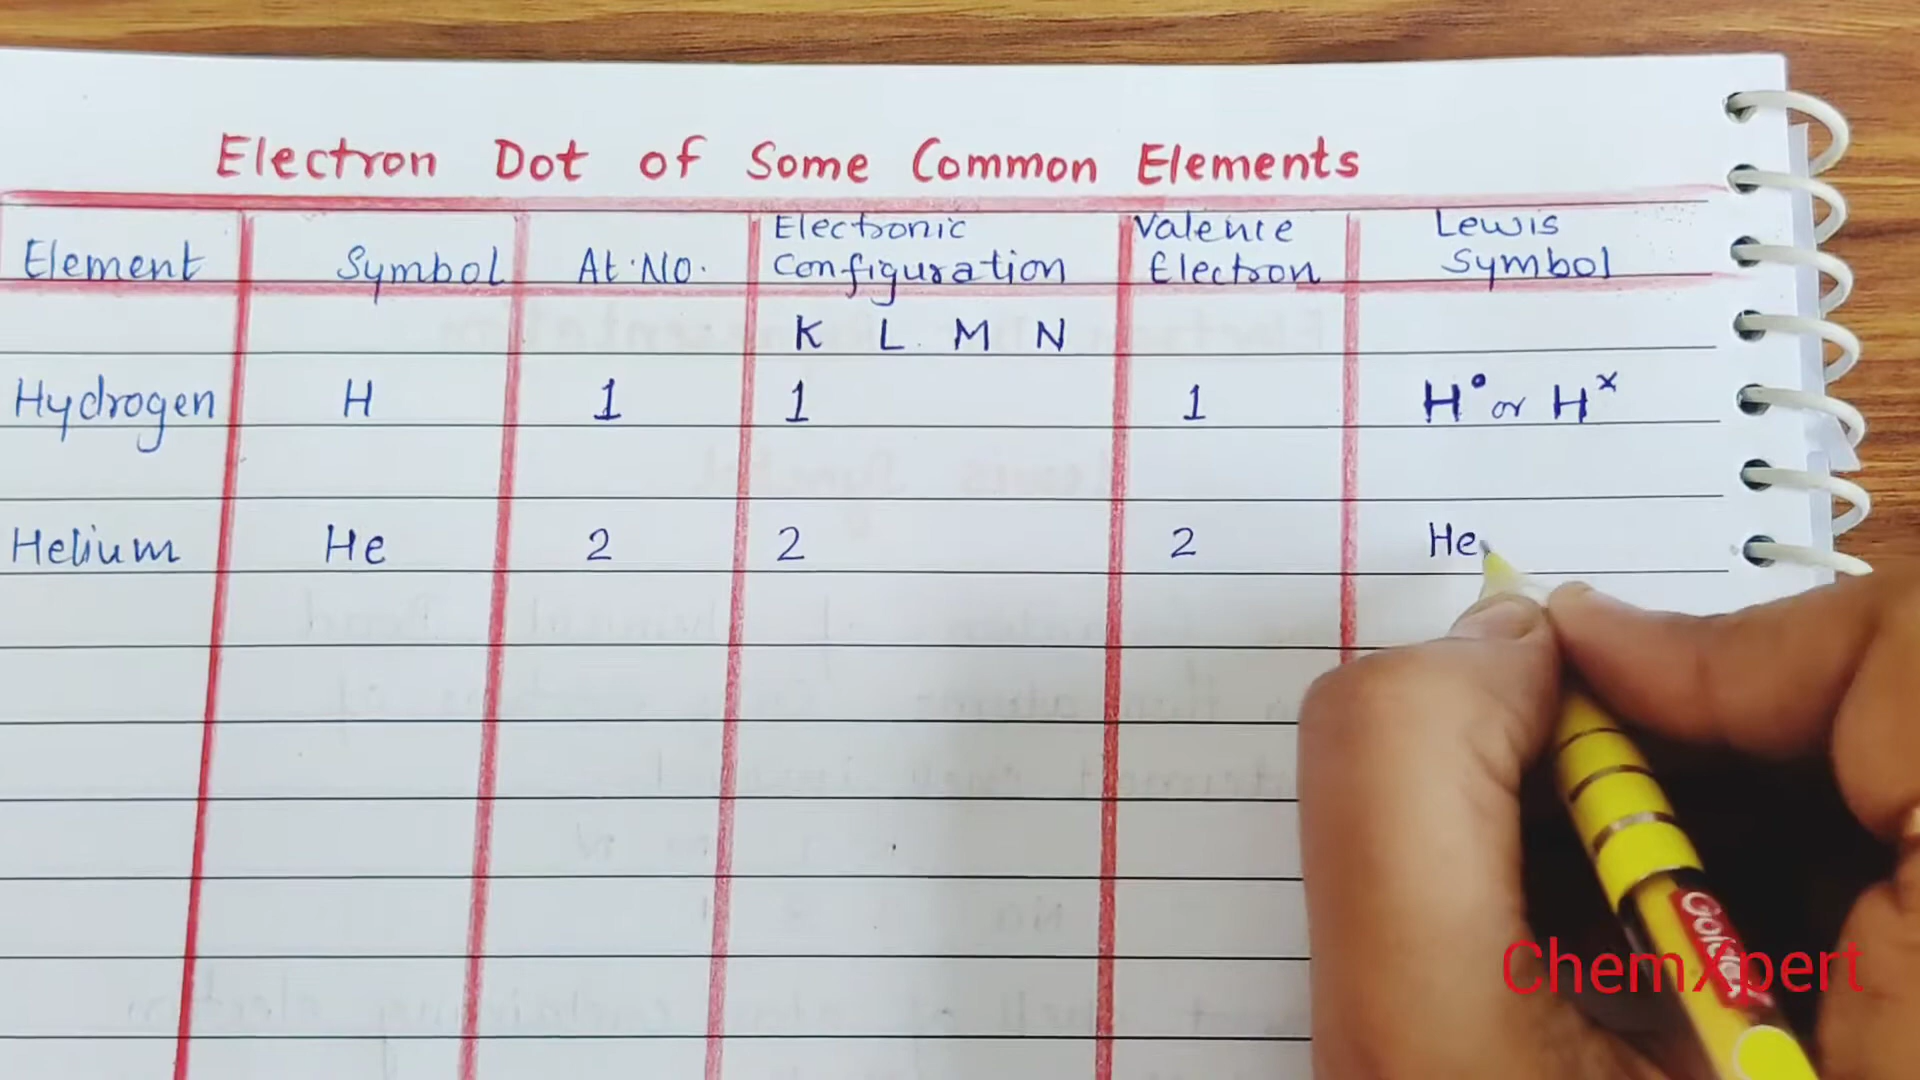 Electron Dot of Some Common Elements
Element Symbol At. No. Electronic Configuration Valence Electron Lewis Symbol
K L M N
Hydrogen H 1 1 1 H• or Hx
Helium He 2 2 2 He
ChemXpert